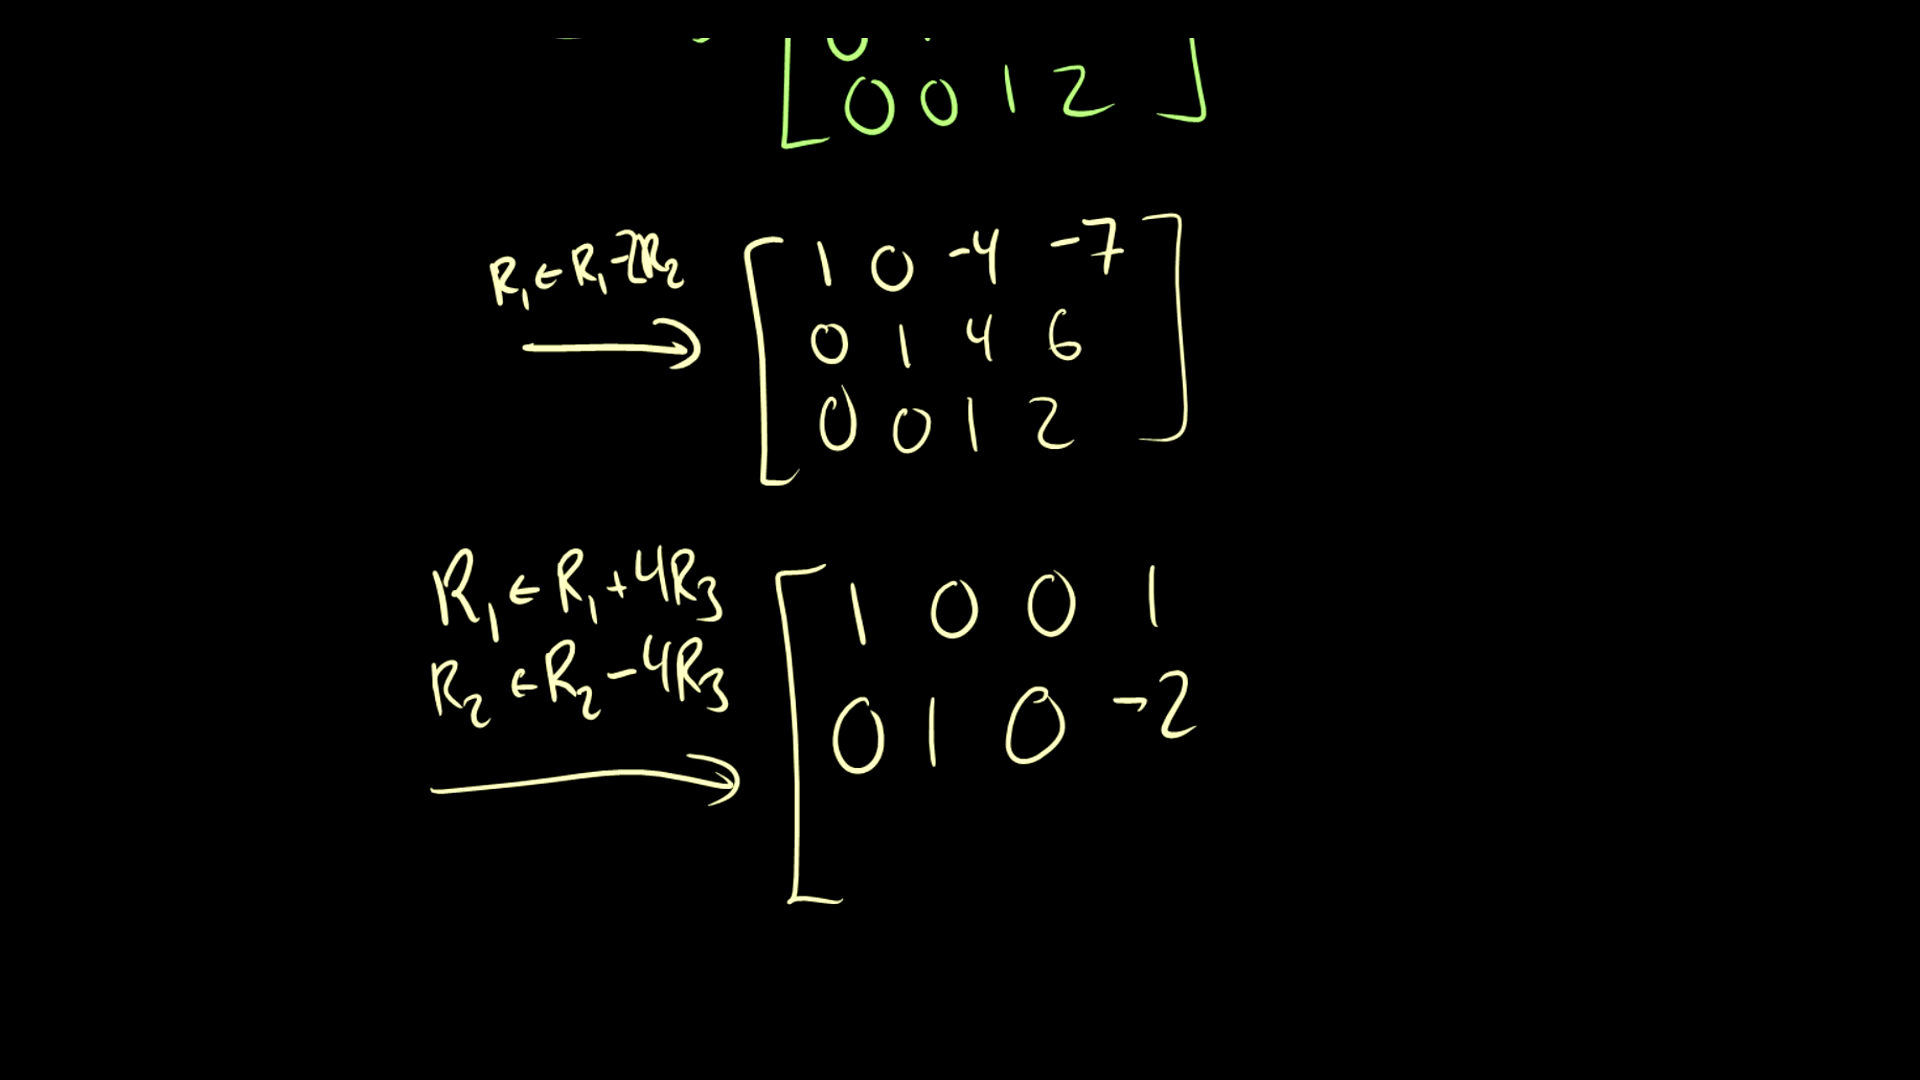 0 0 1 2
R₁ ← R₁ - 2R₂
1 0 -4 -7
0 1 4 6
0 0 1 2
R₁ ← R₁ + 4R₃
R₂ ← R₂ - 4R₃
1 0 0 1
0 1 0 -2